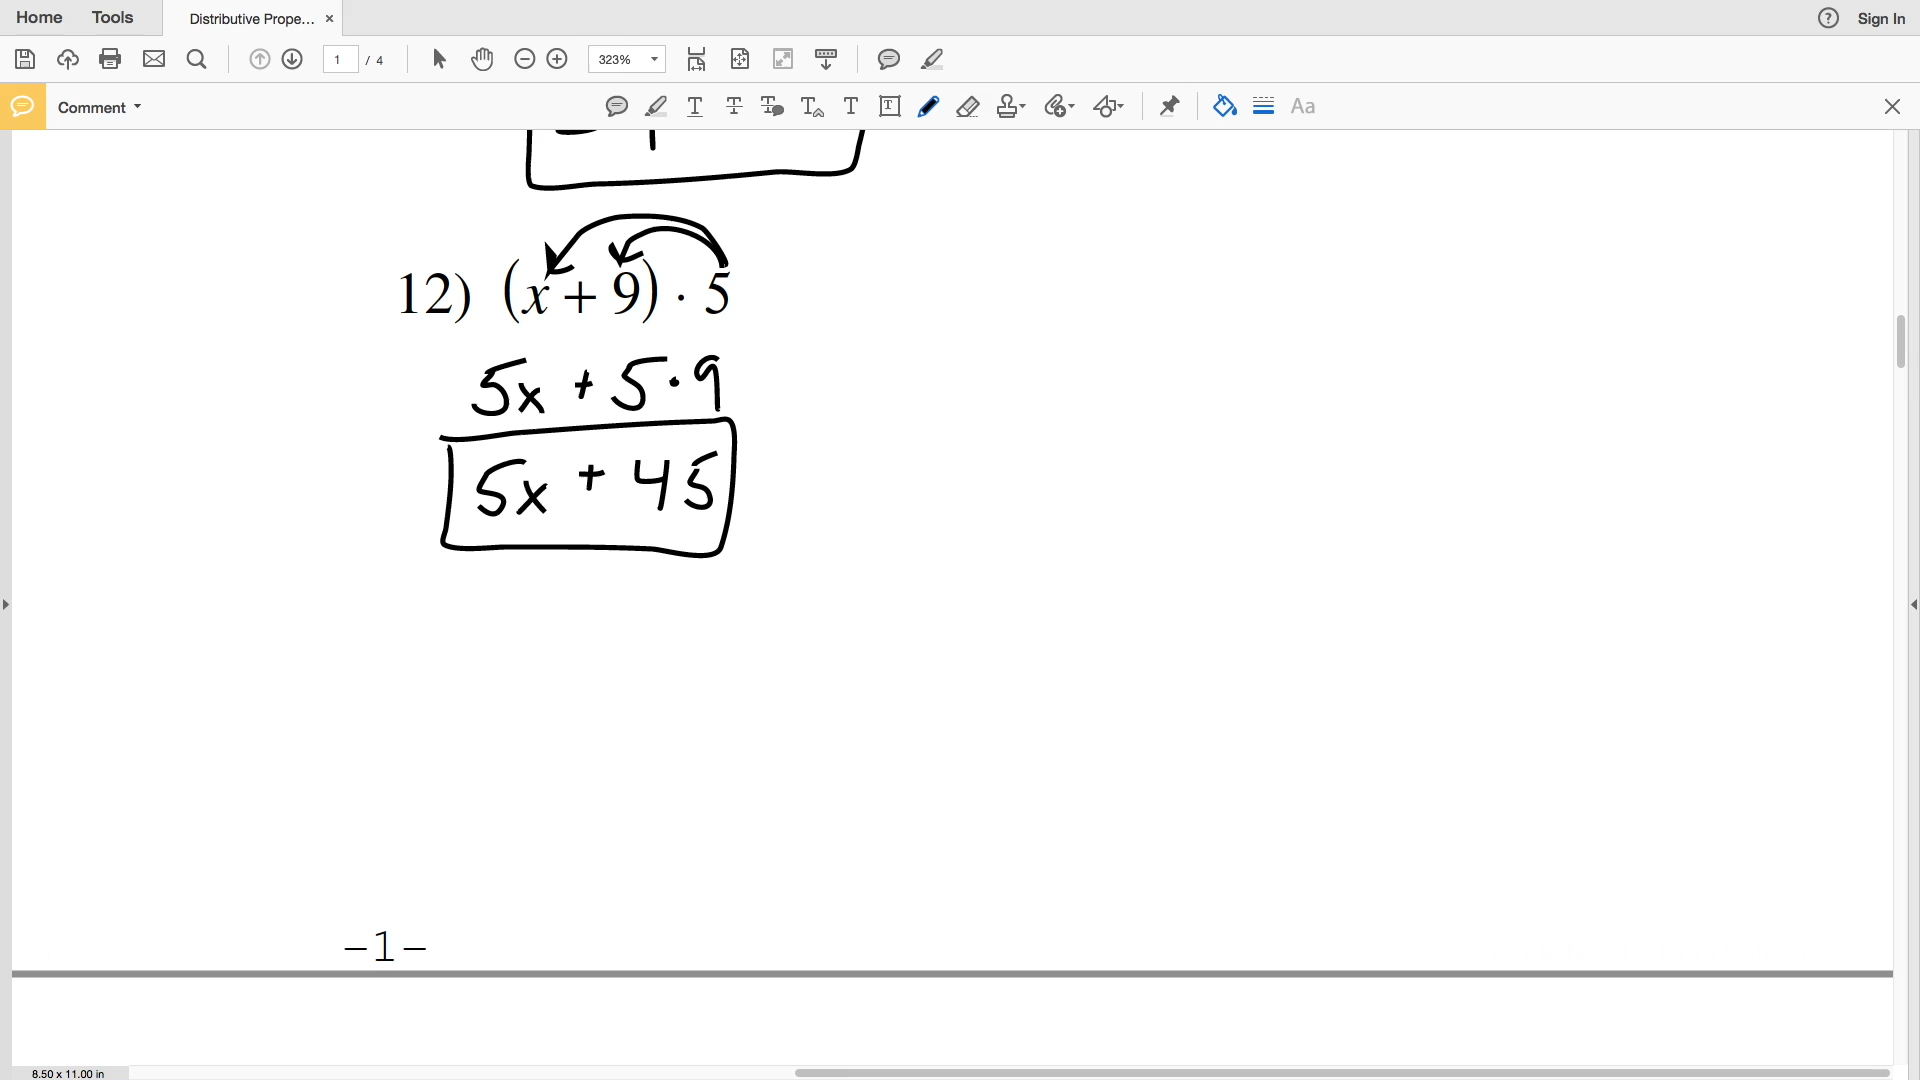 Home Tools Distributive Prope... × ? Sign In
1 / 4 323%
Comment T T T T T T Aa
12) (x + 9) · 5
5x + 5·9
5x + 45
-1-
8.50 x 11.00 in